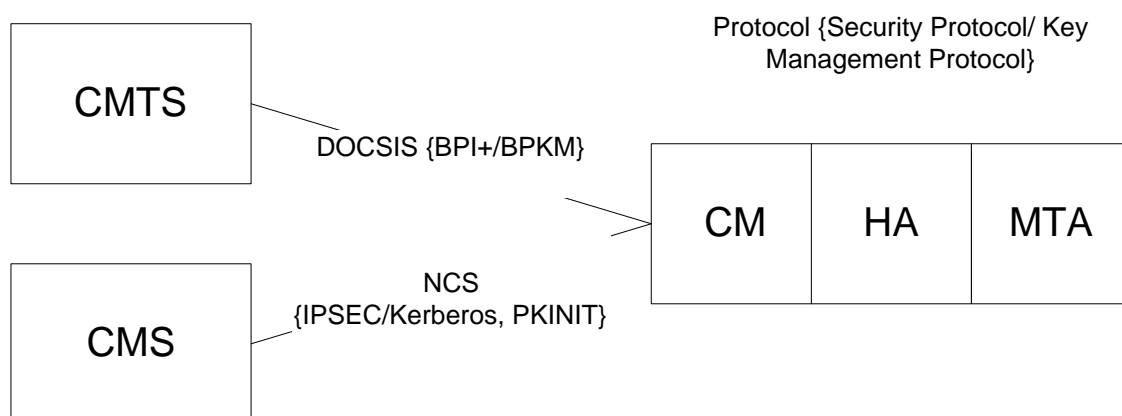 Protocol {Security Protocol/ Key
Management Protocol}
CMTS
DOCSIS {BPI+/BPKM}
CM
HA
MTA
NCS
{IPSEC/Kerberos, PKINIT}
CMS